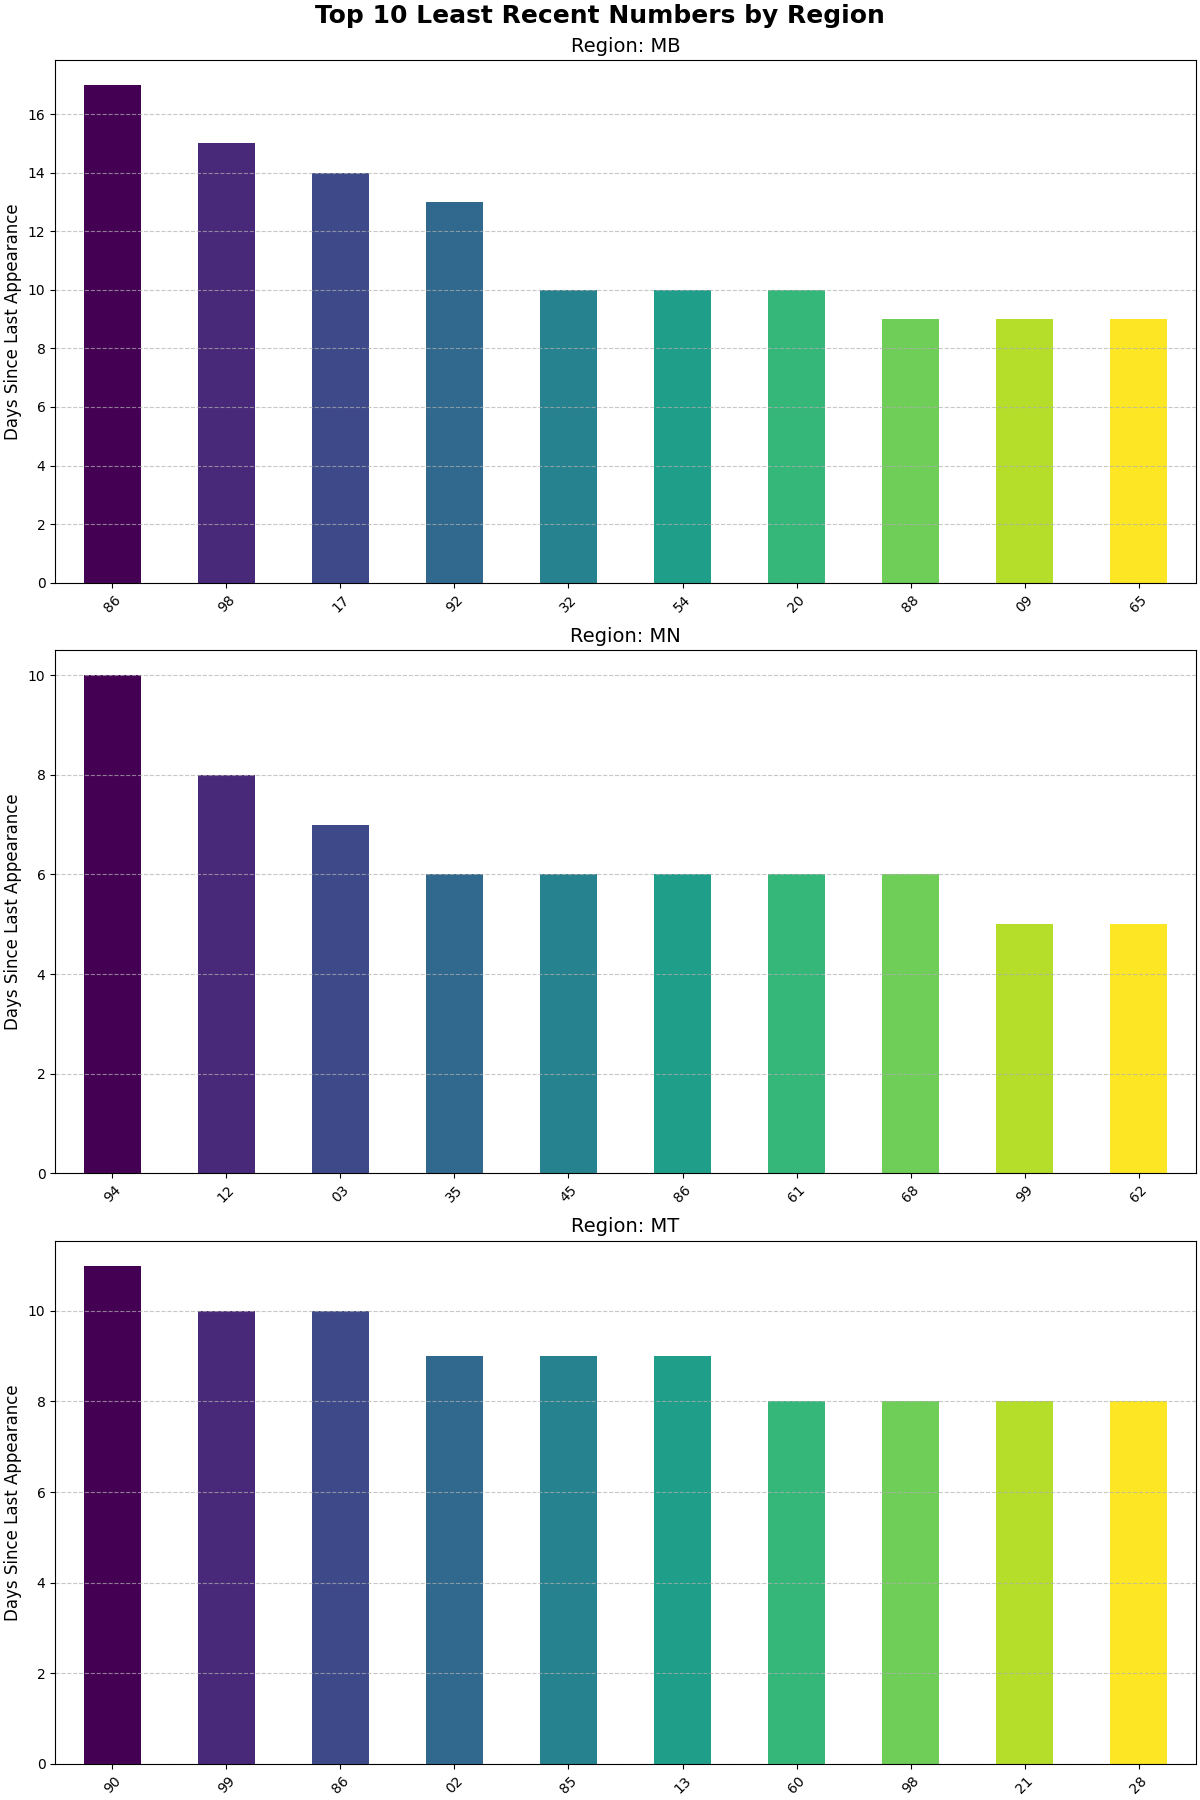 Top 10 Least Recent Numbers by Region
Region: MB
Days Since Last Appearance
16
14
12
10
8
6
4
2
0
86 98 17 92 32 54 20 88 09 65
Region: MN
Days Since Last Appearance
10
8
6
4
2
0
94 12 03 35 45 86 61 68 99 62
Region: MT
Days Since Last Appearance
10
8
6
4
2
0
90 99 86 02 85 13 60 98 21 28